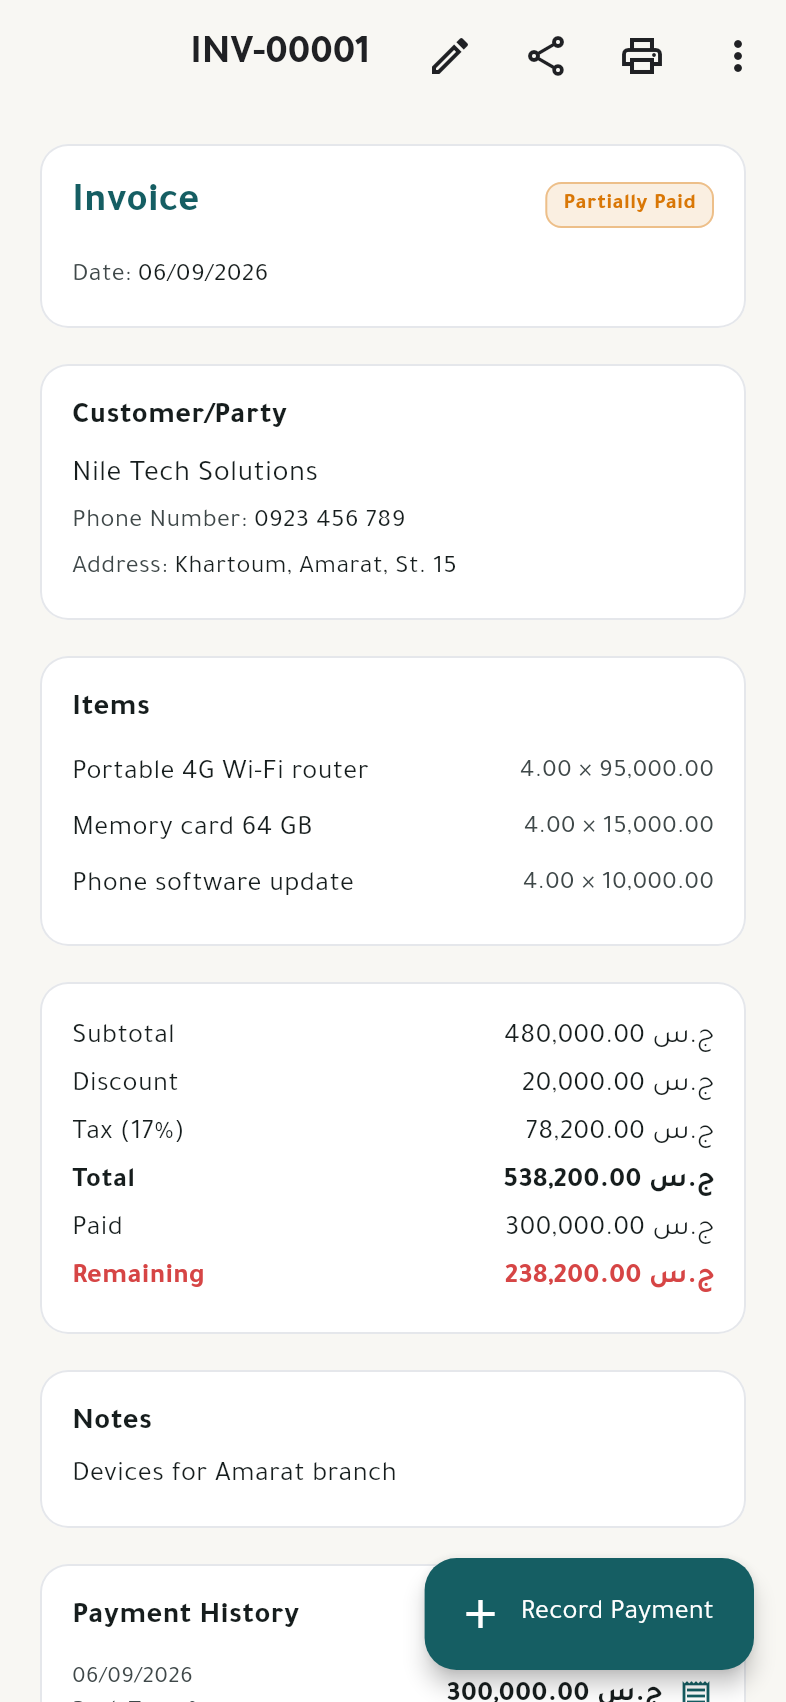 INV-00001
Invoice
Partially Paid
Date: 06/09/2026
Customer/Party
Nile Tech Solutions
Phone Number: 0923 456 789
Address: Khartoum, Amarat, St. 15
Items
Portable 4G Wi-Fi router 4.00 × 95,000.00
Memory card 64 GB 4.00 × 15,000.00
Phone software update 4.00 × 10,000.00
Subtotal 480,000.00 ج.س
Discount 20,000.00 ج.س
Tax (17%) 78,200.00 ج.س
Total 538,200.00 ج.س
Paid 300,000.00 ج.س
Remaining 238,200.00 ج.س
Notes
Devices for Amarat branch
Payment History
Record Payment
06/09/2026
300,000.00 ج.س